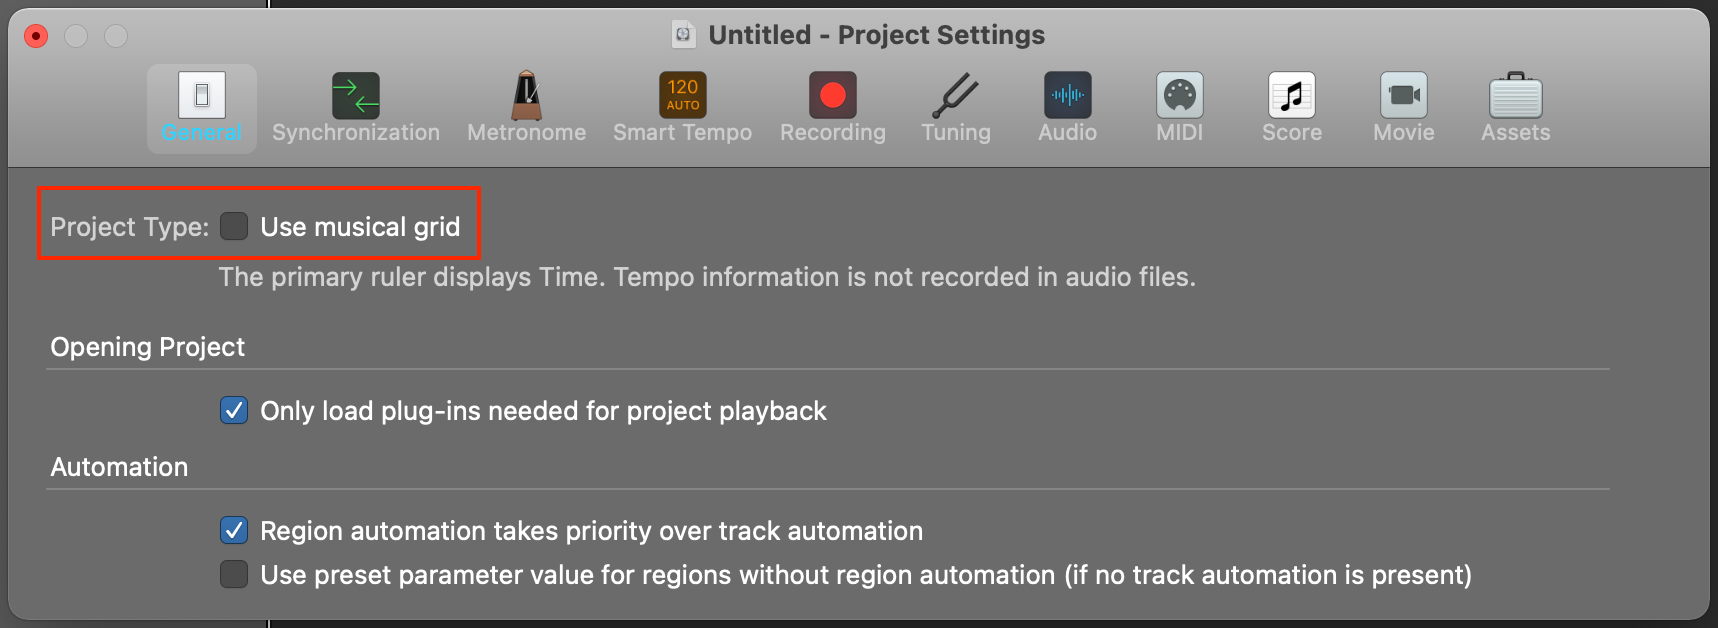 Untitled - Project Settings
120
AUTO
General Synchronization Metronome Smart Tempo Recording Tuning Audio MIDI Score Movie Assets
Project Type: Use musical grid
The primary ruler displays Time. Tempo information is not recorded in audio files.
Opening Project
Only load plug-ins needed for project playback
Automation
Region automation takes priority over track automation
Use preset parameter value for regions without region automation (if no track automation is present)